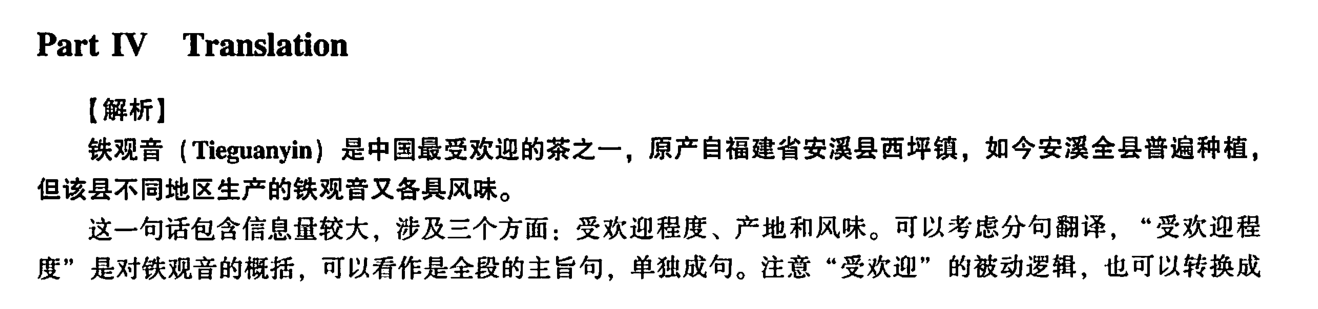 Part IV Translation
【解析】
铁观音（Tieguanyin）是中国最受欢迎的茶之一，原产自福建省安溪县西坪镇，如今安溪全县普遍种植，
但该县不同地区生产的铁观音又各具风味。
这一句话包含信息量较大，涉及三个方面：受欢迎程度、产地和风味。可以考虑分句翻译，“受欢迎程
度”是对铁观音的概括，可以看作是全段的主旨句，单独成句。注意“受欢迎”的被动逻辑，也可以转换成